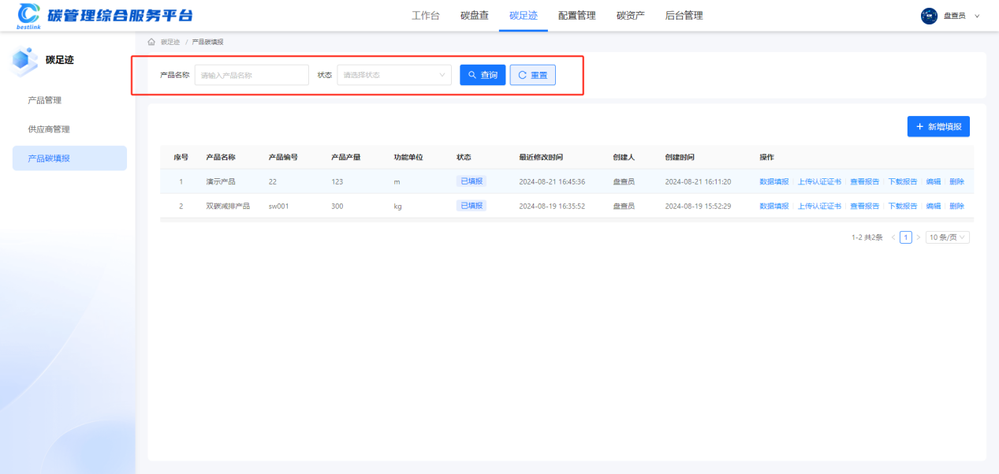 碳管理综合服务平台
bestlink
工作台 碳盘查 碳足迹 配置管理 碳资产 后台管理 盘查员
碳足迹 / 产品碳填报
碳足迹
产品管理
供应商管理
产品碳填报
产品名称 请输入产品名称 状态 请选择状态 查询 重置
新增填报
序号 产品名称 产品编号 产品产量 功能单位 状态 最近修改时间 创建人 创建时间 操作
1 演示产品 22 123 m 已填报 2024-08-21 16:45:36 盘查员 2024-08-21 16:11:20 数据填报 上传认证证书 查看报告 下载报告 编辑 删除
2 双碳减排产品 sw001 300 kg 已填报 2024-08-19 16:35:52 盘查员 2024-08-19 15:52:29 数据填报 上传认证证书 查看报告 下载报告 编辑 删除
1-2 共2条 < 1 > 10 条/页